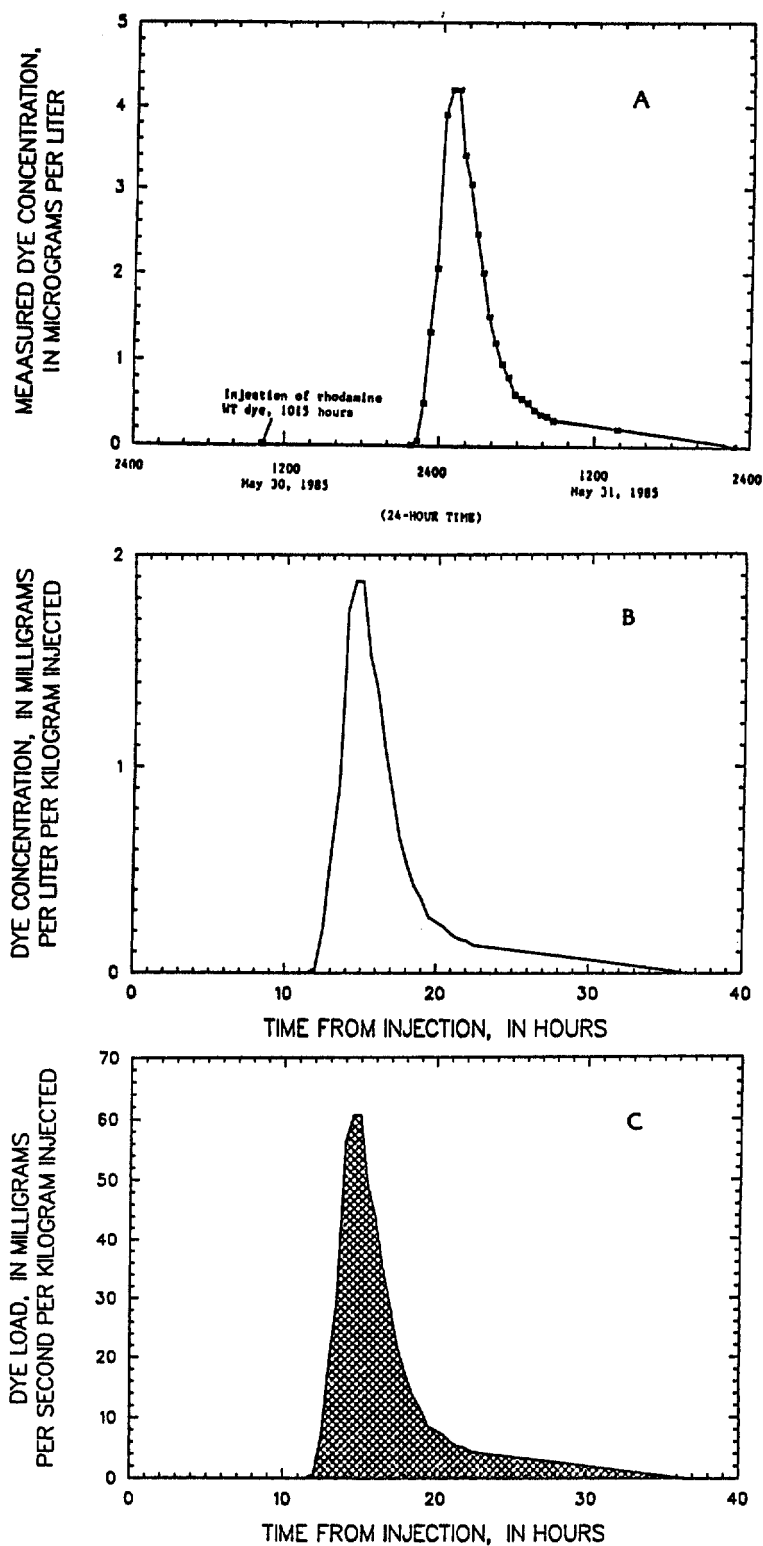 MEAASURED DYE CONCENTRATION,
IN MICROGRAMS PER LITER
5
4
3
2
1
0
A
Injection of rhodamine
WT dye, 1015 hours
2400
1200
2400
1200
2400
May 30, 1985
May 31, 1985
(24-HOUR TIME)
DYE CONCENTRATION, IN MILLIGRAMS
PER LITER PER KILOGRAM INJECTED
2
1
0
B
0
10
20
30
40
TIME FROM INJECTION, IN HOURS
DYE LOAD, IN MILLIGRAMS
PER SECOND PER KILOGRAM INJECTED
70
60
50
40
30
20
10
0
C
0
10
20
30
40
TIME FROM INJECTION, IN HOURS